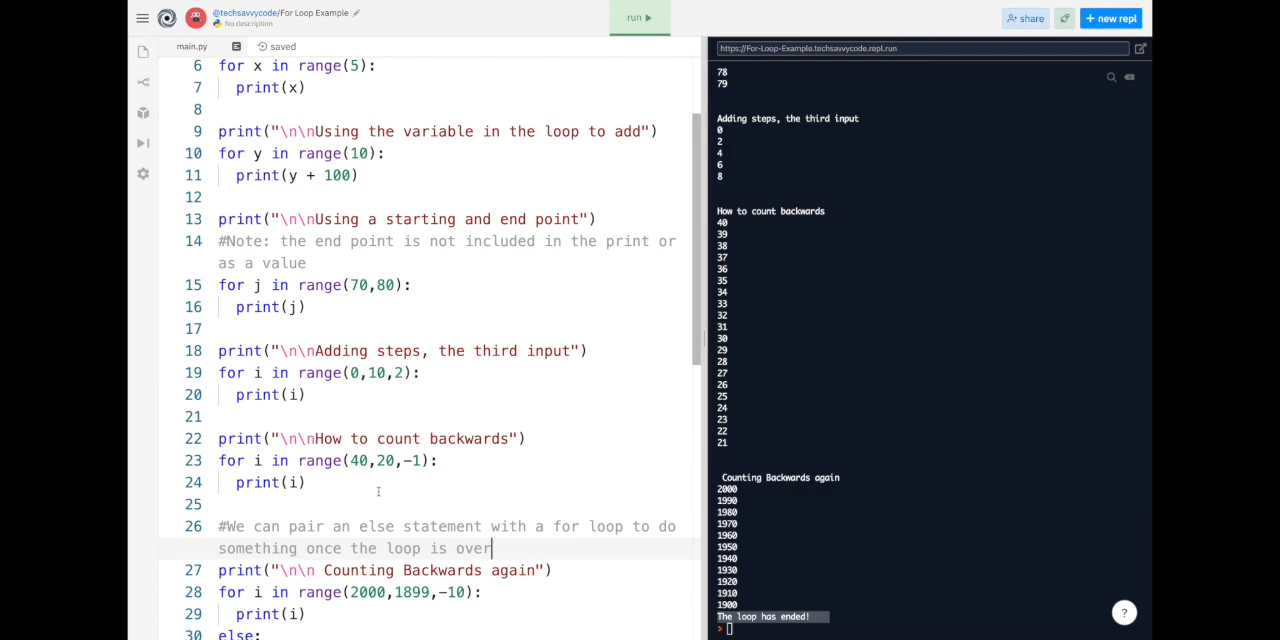 @techsavvycode/For Loop Example
No description
run
share
+ new repl
main.py
saved
https://For-Loop-Example.techsavvycode.repl.run
6 for x in range(5):
7 print(x)
8
9 print("\n\nUsing the variable in the loop to add")
10 for y in range(10):
11 print(y + 100)
12
13 print("\n\nUsing a starting and end point")
14 #Note: the end point is not included in the print or
as a value
15 for j in range(70,80):
16 print(j)
17
18 print("\n\nAdding steps, the third input")
19 for i in range(0,10,2):
20 print(i)
21
22 print("\n\nHow to count backwards")
23 for i in range(40,20,-1):
24 print(i)
25
26 #We can pair an else statement with a for loop to do
something once the loop is over
27 print("\n\n Counting Backwards again")
28 for i in range(2000,1899,-10):
29 print(i)
30 else:
78
79
Adding steps, the third input
0
2
4
6
8
How to count backwards
40
39
38
37
36
35
34
33
32
31
30
29
28
27
26
25
24
23
22
21
Counting Backwards again
2000
1990
1980
1970
1960
1950
1940
1930
1920
1910
1900
The loop has ended!
>
?